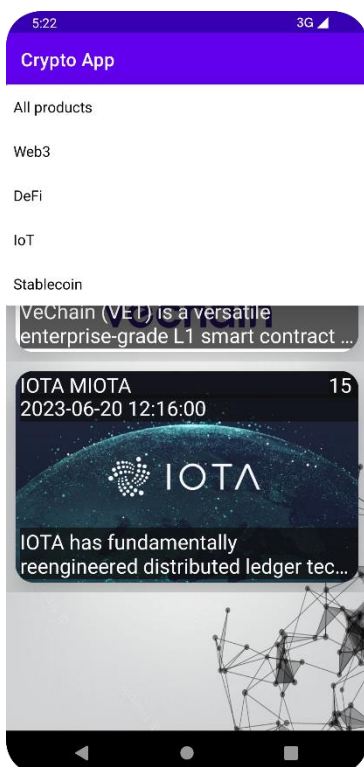 5:22
3G
Crypto App
All products
Web3
DeFi
IoT
Stablecoin
vechain
VeChain (VET) is a versatile
enterprise-grade L1 smart contract ...
IOTA MIOTA 15
2023-06-20 12:16:00
IOTA
IOTA has fundamentally
reengineered distributed ledger tec...